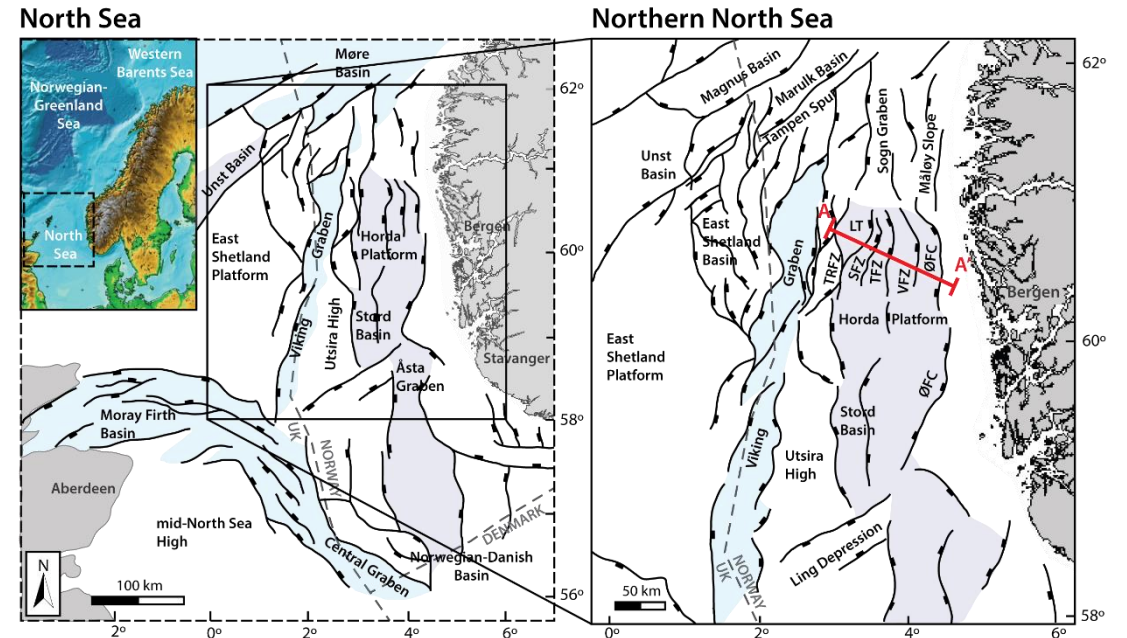 North Sea
Northern North Sea
Western
Barents Sea
Norwegian-
Greenland
Sea
North
Sea
Møre
Basin
62°
Unst Basin
East
Shetland
Platform
Graben
Viking
Utsira High
Horda
Platform
Stord
Basin
Åsta
Graben
Bergen
60°
Stavanger
58°
Moray Firth
Basin
Aberdeen
mid-North Sea
High
UK
NORWAY
DENMARK
Central Graben
Norwegian-Danish
Basin
56°
N
100 km
2°
0°
2°
4°
6°
Magnus Basin
Marulk Basin
Tampen Spur
Sogn Graben
Måløy Slope
62°
Unst
Basin
East
Shetland
Basin
Graben
A
LT
TRFZ
SFZ
TFZ
VFZ
ØFC
A'
Bergen
Horda
Platform
60°
East
Shetland
Platform
ØFC
Stord
Basin
Viking
Utsira
High
Ling Depression
NORWAY
UK
50 km
58°
0°
2°
4°
6°